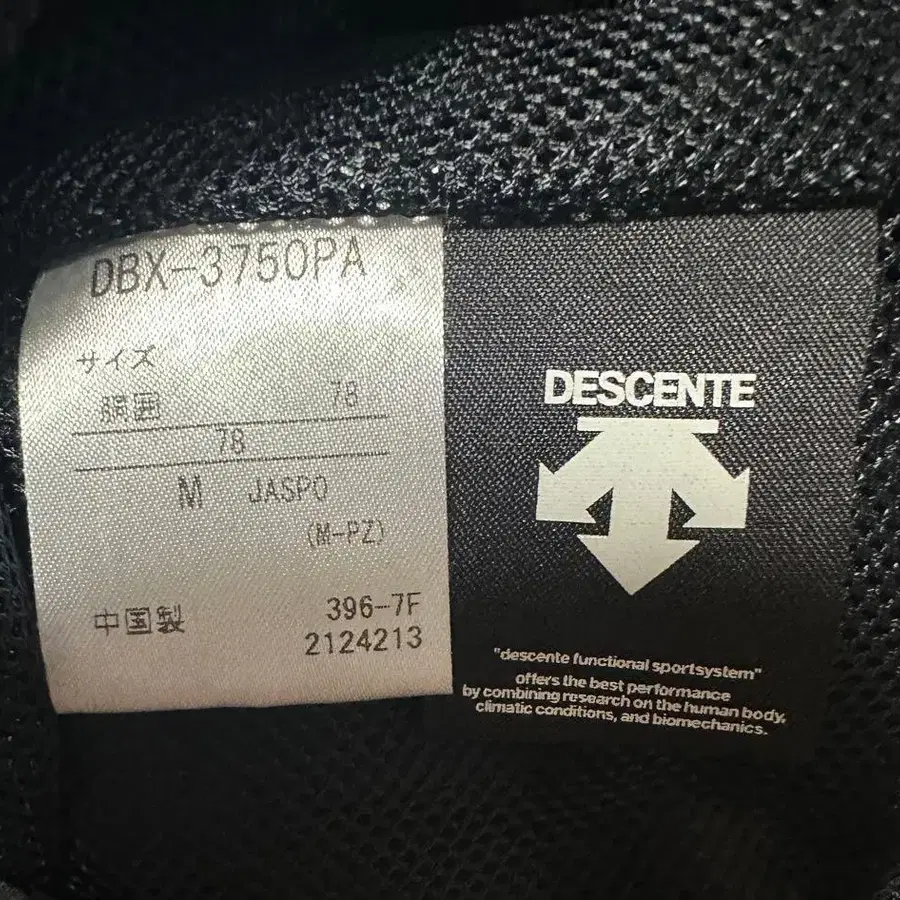 DBX-3750PA
サイズ
胴囲 78
78
M JASPO
(M-PZ)
中国製 396-7F
2124213
DESCENTE
"descente functional sportsystem"
offers the best performance
by combining research on the human body,
climatic conditions, and biomechanics.